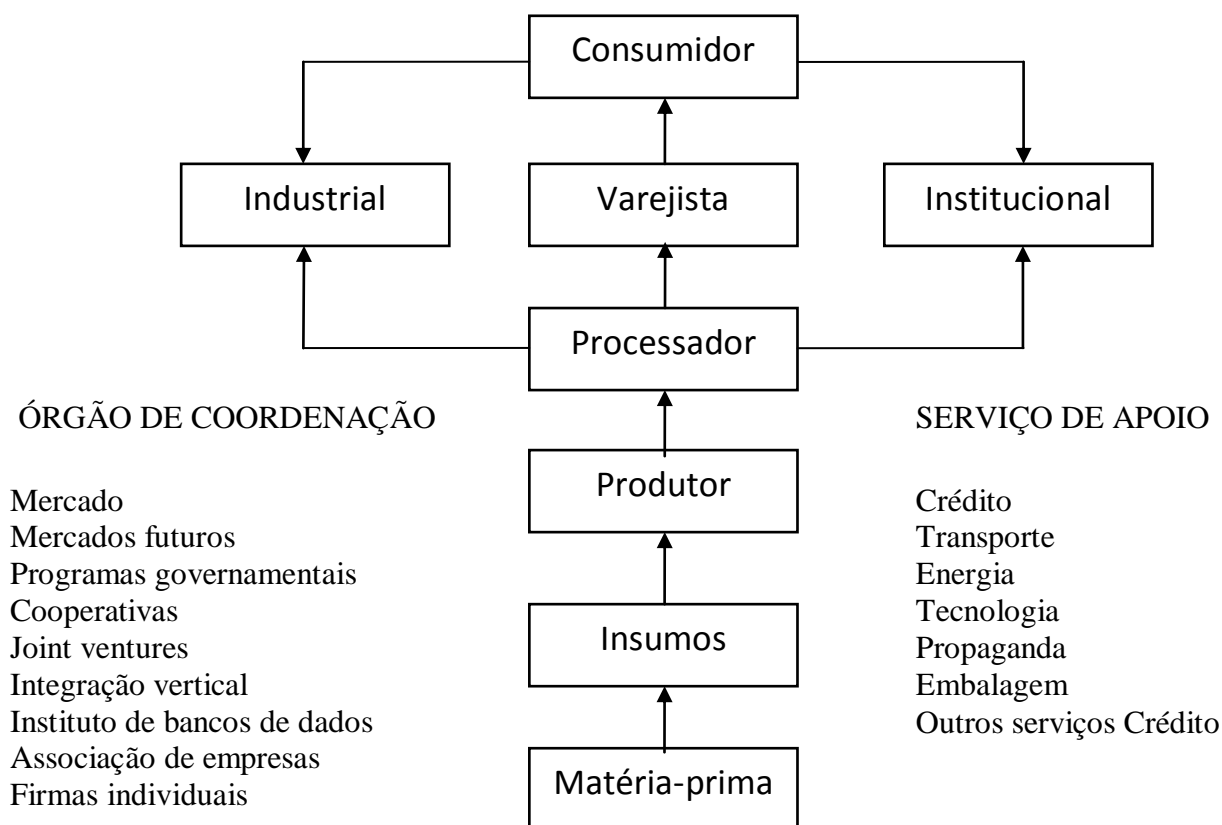 Consumidor
Industrial
Varejista
Institucional
Processador
ÓRGÃO DE COORDENAÇÃO
Mercado
Mercados futuros
Programas governamentais
Cooperativas
Joint ventures
Integração vertical
Instituto de bancos de dados
Associação de empresas
Firmas individuais
Produtor
Insumos
Matéria-prima
SERVIÇO DE APOIO
Crédito
Transporte
Energia
Tecnologia
Propaganda
Embalagem
Outros serviços Crédito